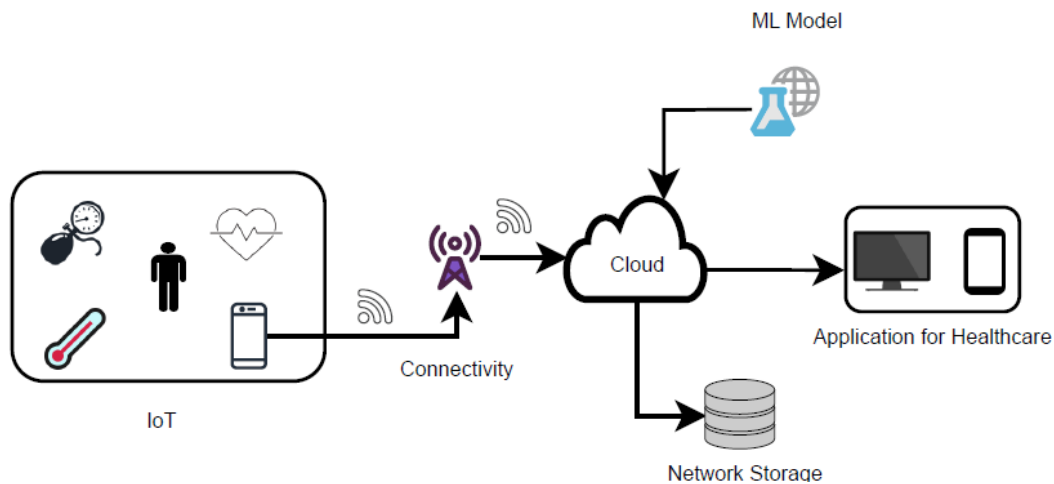 ML Model
Cloud
Application for Healthcare
Connectivity
IoT
Network Storage